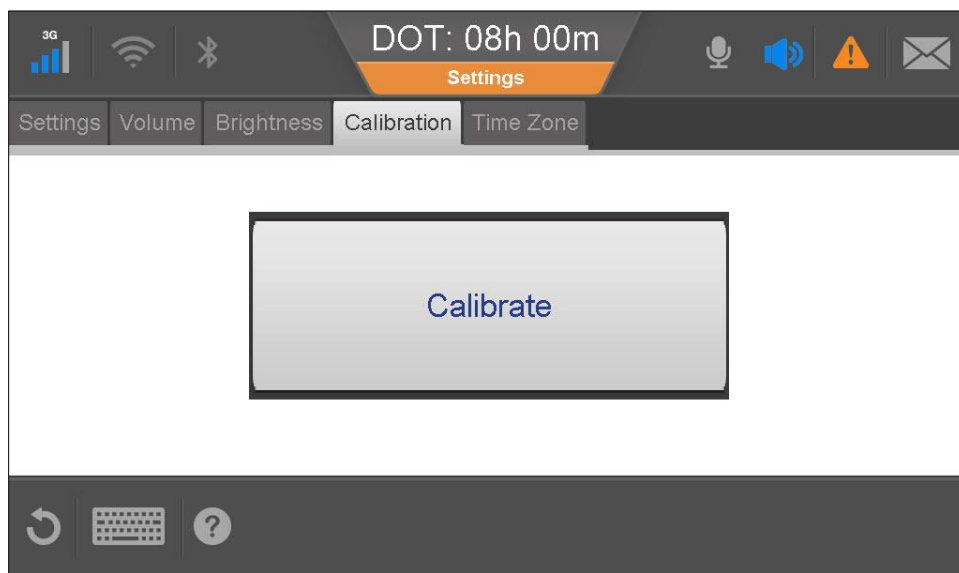 3G
DOT: 08h 00m
Settings
Settings Volume Brightness Calibration Time Zone
Calibrate
?